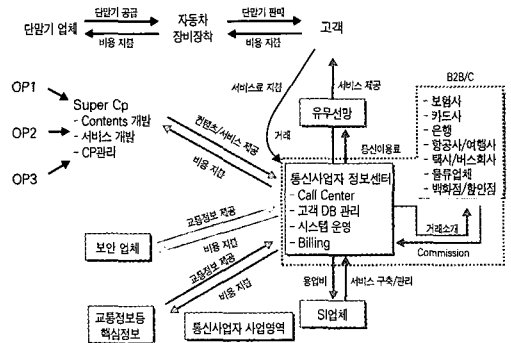 단말기 공급
단말기 판매
단말기 업체
자동차
장비장착
고객
비용 지접
비용 지접
OP1
OP2
OP3
Super Cp
- Contents 개발
- 서비스 개발
- CP관리
컨텐츠/서비스 제공
비용 지접
서비스료 지접
거래
서비스 제공
유무선망
통신이용료
B2B/C
- 보험사
- 카드사
- 은행
- 항공사/여행사
- 택시/버스회사
- 물류업체
- 백화점/할인점
통신사업자 정보센터
- Call Center
- 고객 DB 관리
- 시스템 운영
- Billing
거래소개
Commission
교통정보 제공
비용 지접
보안 업체
교통정보 제공
비용 지접
교통정보등
핵심정보
통신사업자 사업영역
용업비
서비스 구축/관리
SI업체